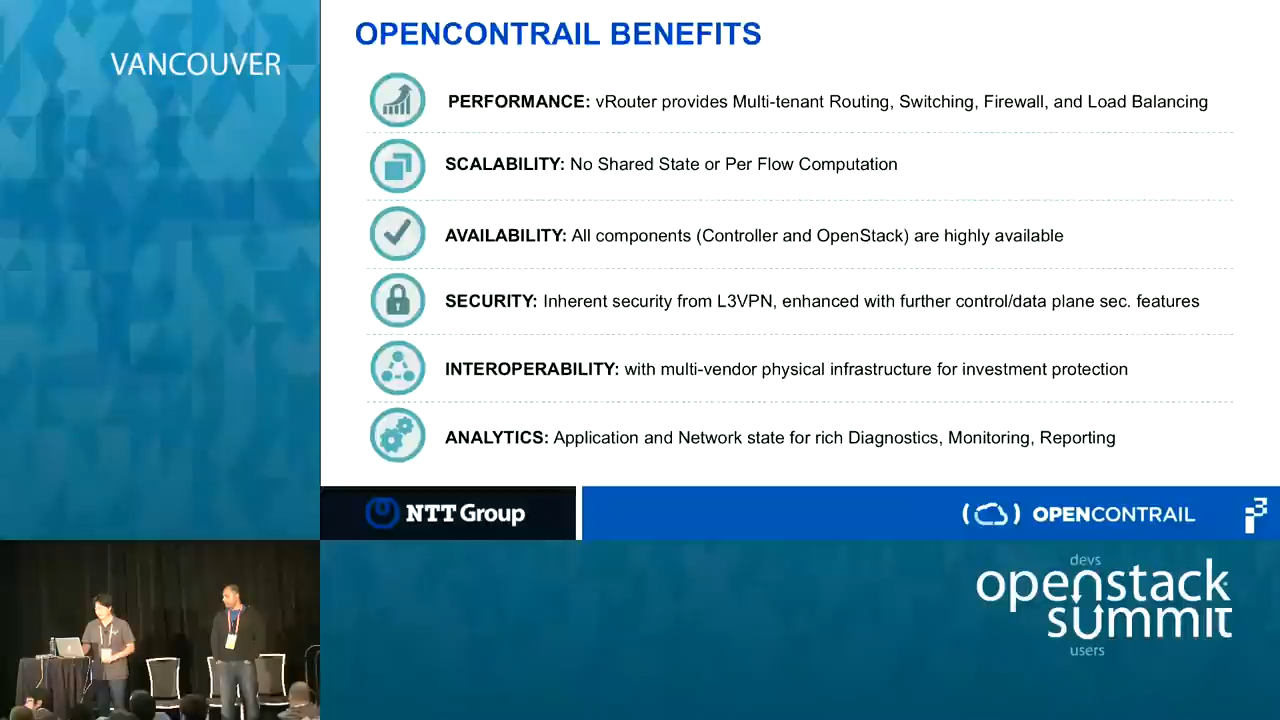 VANCOUVER
OPENCONTRAIL BENEFITS
PERFORMANCE: vRouter provides Multi-tenant Routing, Switching, Firewall, and Load Balancing
SCALABILITY: No Shared State or Per Flow Computation
AVAILABILITY: All components (Controller and OpenStack) are highly available
SECURITY: Inherent security from L3VPN, enhanced with further control/data plane sec. features
INTEROPERABILITY: with multi-vendor physical infrastructure for investment protection
ANALYTICS: Application and Network state for rich Diagnostics, Monitoring, Reporting
NTT Group
OPENCONTRAIL
i3
devs
openstack
summit
users